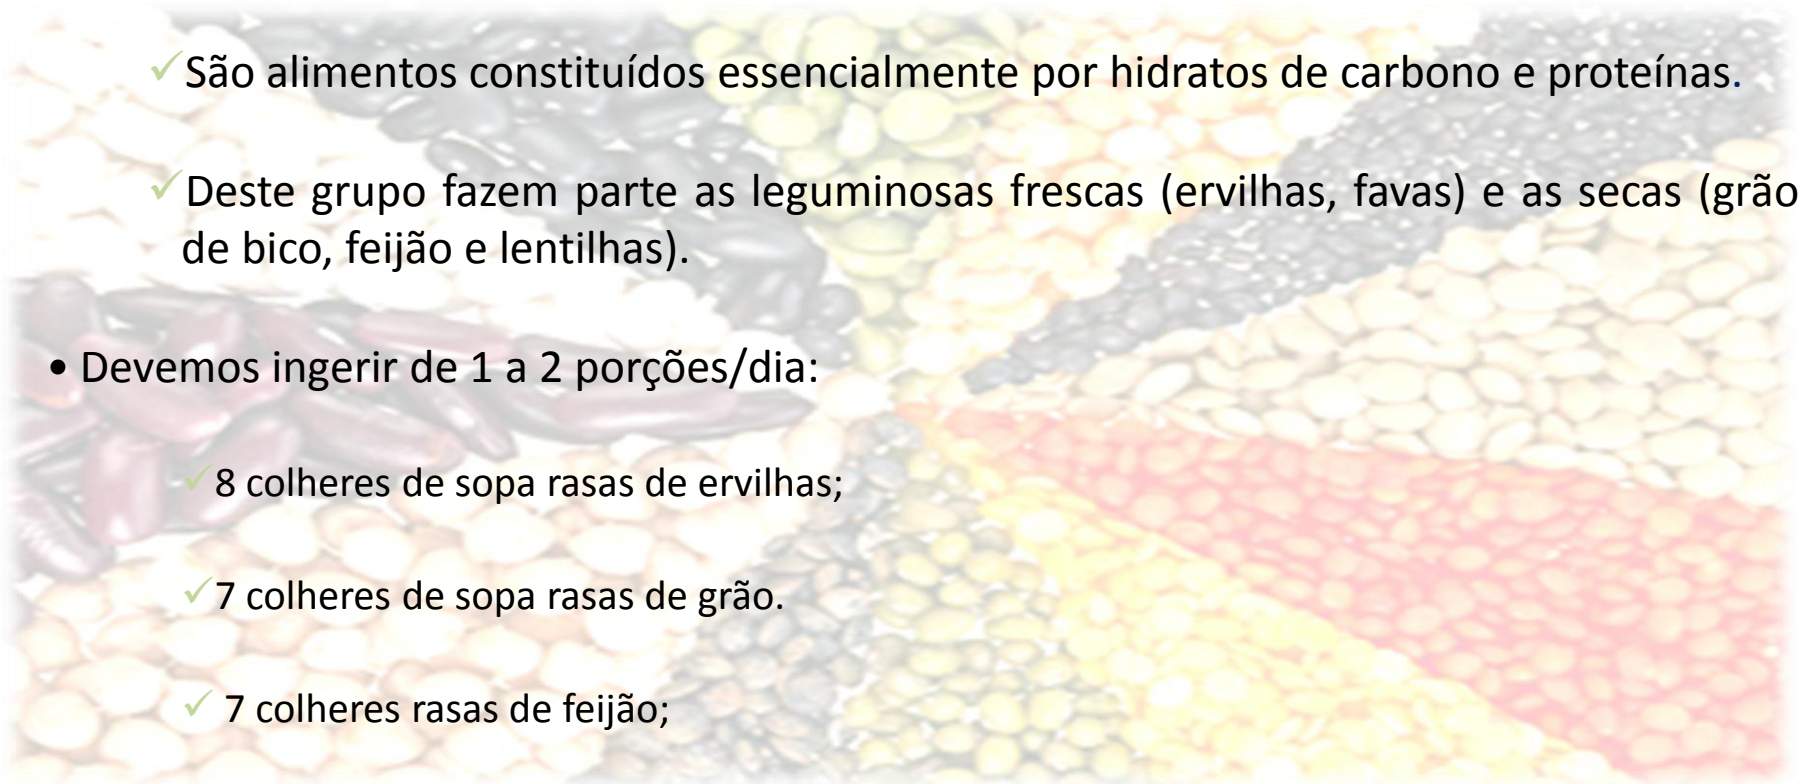 ✓São alimentos constituídos essencialmente por hidratos de carbono e proteínas.
✓Deste grupo fazem parte as leguminosas frescas (ervilhas, favas) e as secas (grão
de bico, feijão e lentilhas).
• Devemos ingerir de 1 a 2 porções/dia:
✓8 colheres de sopa rasas de ervilhas;
✓7 colheres de sopa rasas de grão.
✓ 7 colheres rasas de feijão;